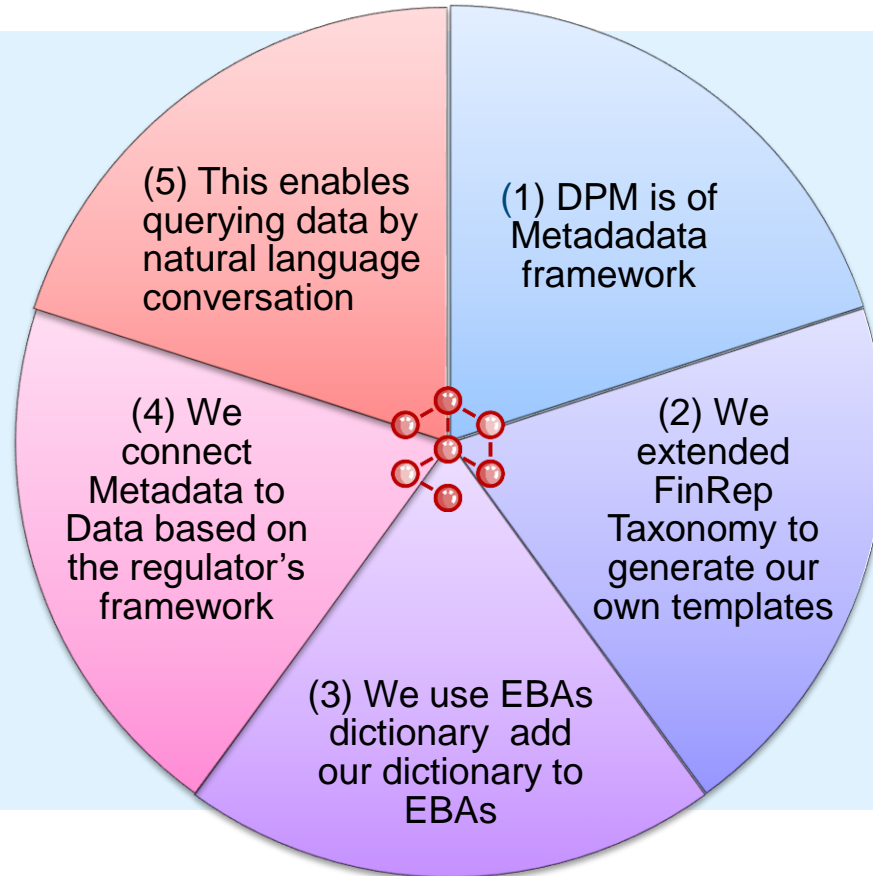 (1) DPM is of
Metadadata
framework
(2) We
extended
FinRep
Taxonomy to
generate our
own templates
(3) We use EBAs
dictionary  add
our dictionary to
EBAs
(4) We
connect
Metadata to
Data based on
the regulator’s
framework
(5) This enables
querying data by
natural language
conversation